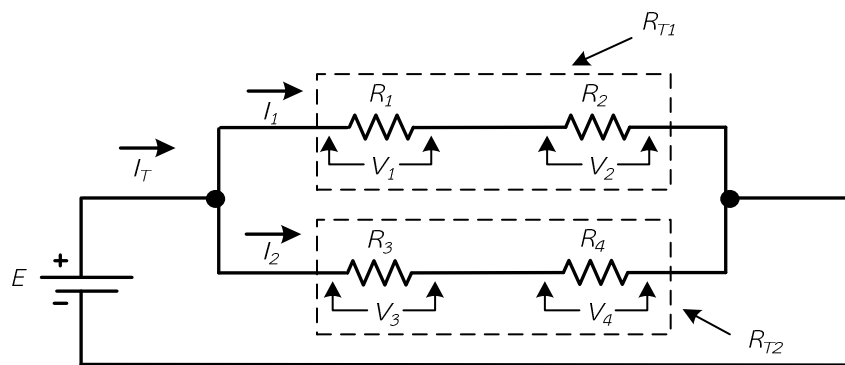 R_T1
R_1 R_2
I_1
V_1 V_2
I_T
R_3 R_4
I_2
E + −
V_3 V_4
R_T2